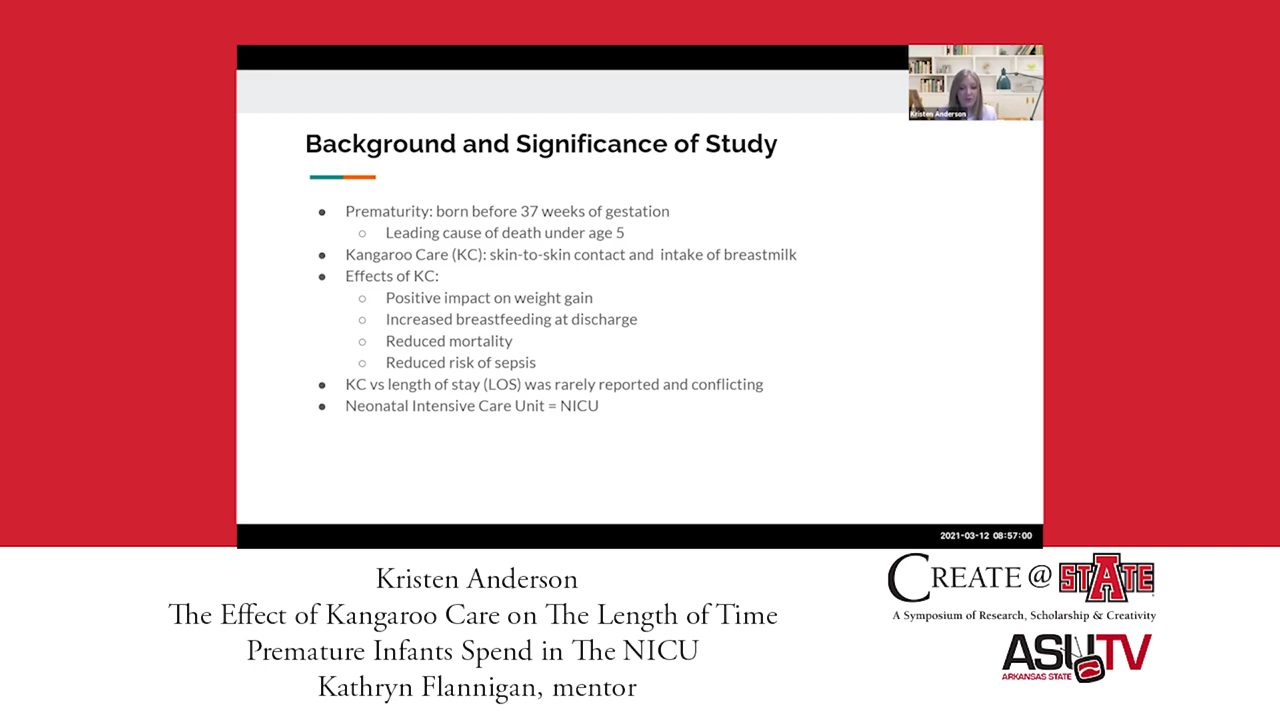 Kristen Anderson
Background and Significance of Study
● Prematurity: born before 37 weeks of gestation
○ Leading cause of death under age 5
● Kangaroo Care (KC): skin-to-skin contact and intake of breastmilk
● Effects of KC:
○ Positive impact on weight gain
○ Increased breastfeeding at discharge
○ Reduced mortality
○ Reduced risk of sepsis
● KC vs length of stay (LOS) was rarely reported and conflicting
● Neonatal Intensive Care Unit = NICU
2021-03-12 08:57:00
Kristen Anderson
The Effect of Kangaroo Care on The Length of Time
Premature Infants Spend in The NICU
Kathryn Flannigan, mentor
CREATE @ STATE
A Symposium of Research, Scholarship & Creativity
ASUTV
ARKANSAS STATE